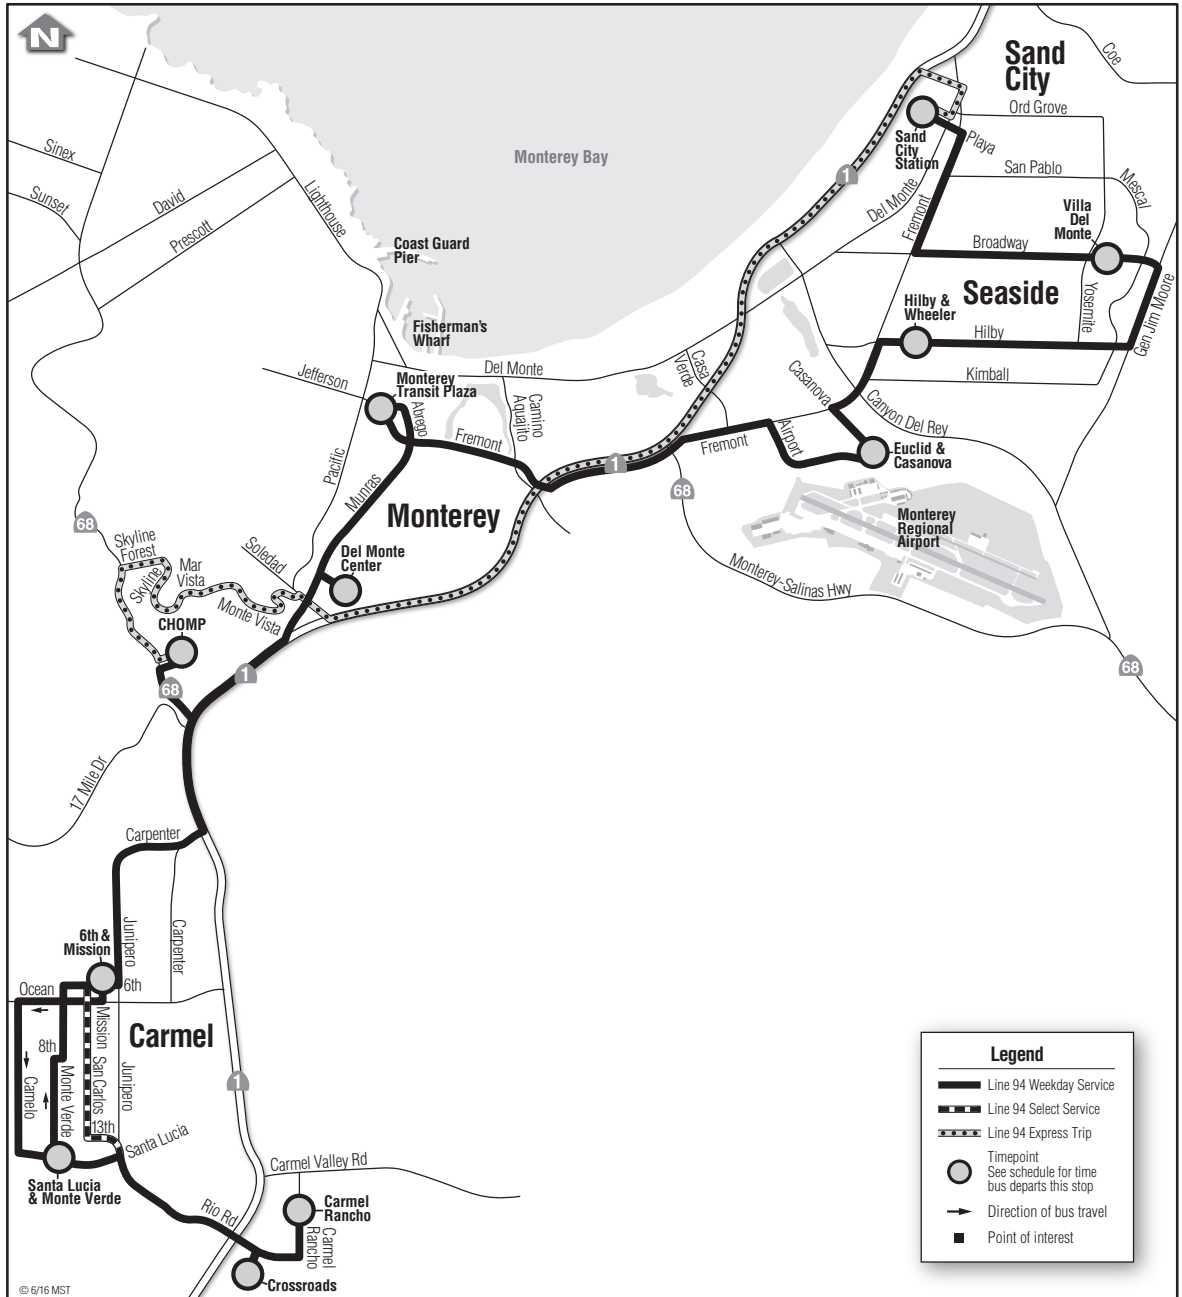 N
Sand
City
Coe
Ord Grove
Sinex
Sand
City
Station
Playa
Monterey Bay
1
San Pablo
Mescal
Sunset
David
Lighthouse
Prescott
Del Monte
Fremont
Villa
Del
Monte
Coast Guard
Pier
Broadway
Seaside
Yosemite
Gen Jim Moore
Hilby &
Wheeler
Fisherman's
Wharf
Hilby
Del Monte
Casa
Verde
Jefferson
Monterey
Transit Plaza
Casanova
Kimball
Abrego
Camino
Aquajito
Canyon Del Rey
Fremont
Fremont
Airport
Euclid &
Casanova
Pacific
Munras
1
68
Monterey
Monterey
Regional
Airport
68
Skyline
Forest
Soledad
Del Monte
Center
Mar
Vista
Skyline
Monterey-Salinas Hwy
Monte Vista
CHOMP
68
1
68
17 Mile Dr
Carpenter
Junipero
Carpenter
6th &
Mission
6th
Ocean
Mission
Carmel
8th
Camelo
Monte Verde
San Carlos
Junipero
1
13th
Santa Lucia
Santa Lucia
& Monte Verde
Carmel Valley Rd
Rio Rd
Carmel
Rancho
Carmel
Rancho
Crossroads
Legend
Line 94 Weekday Service
Line 94 Select Service
Line 94 Express Trip
Timepoint
See schedule for time
bus departs this stop
Direction of bus travel
Point of interest
© 6/16 MST